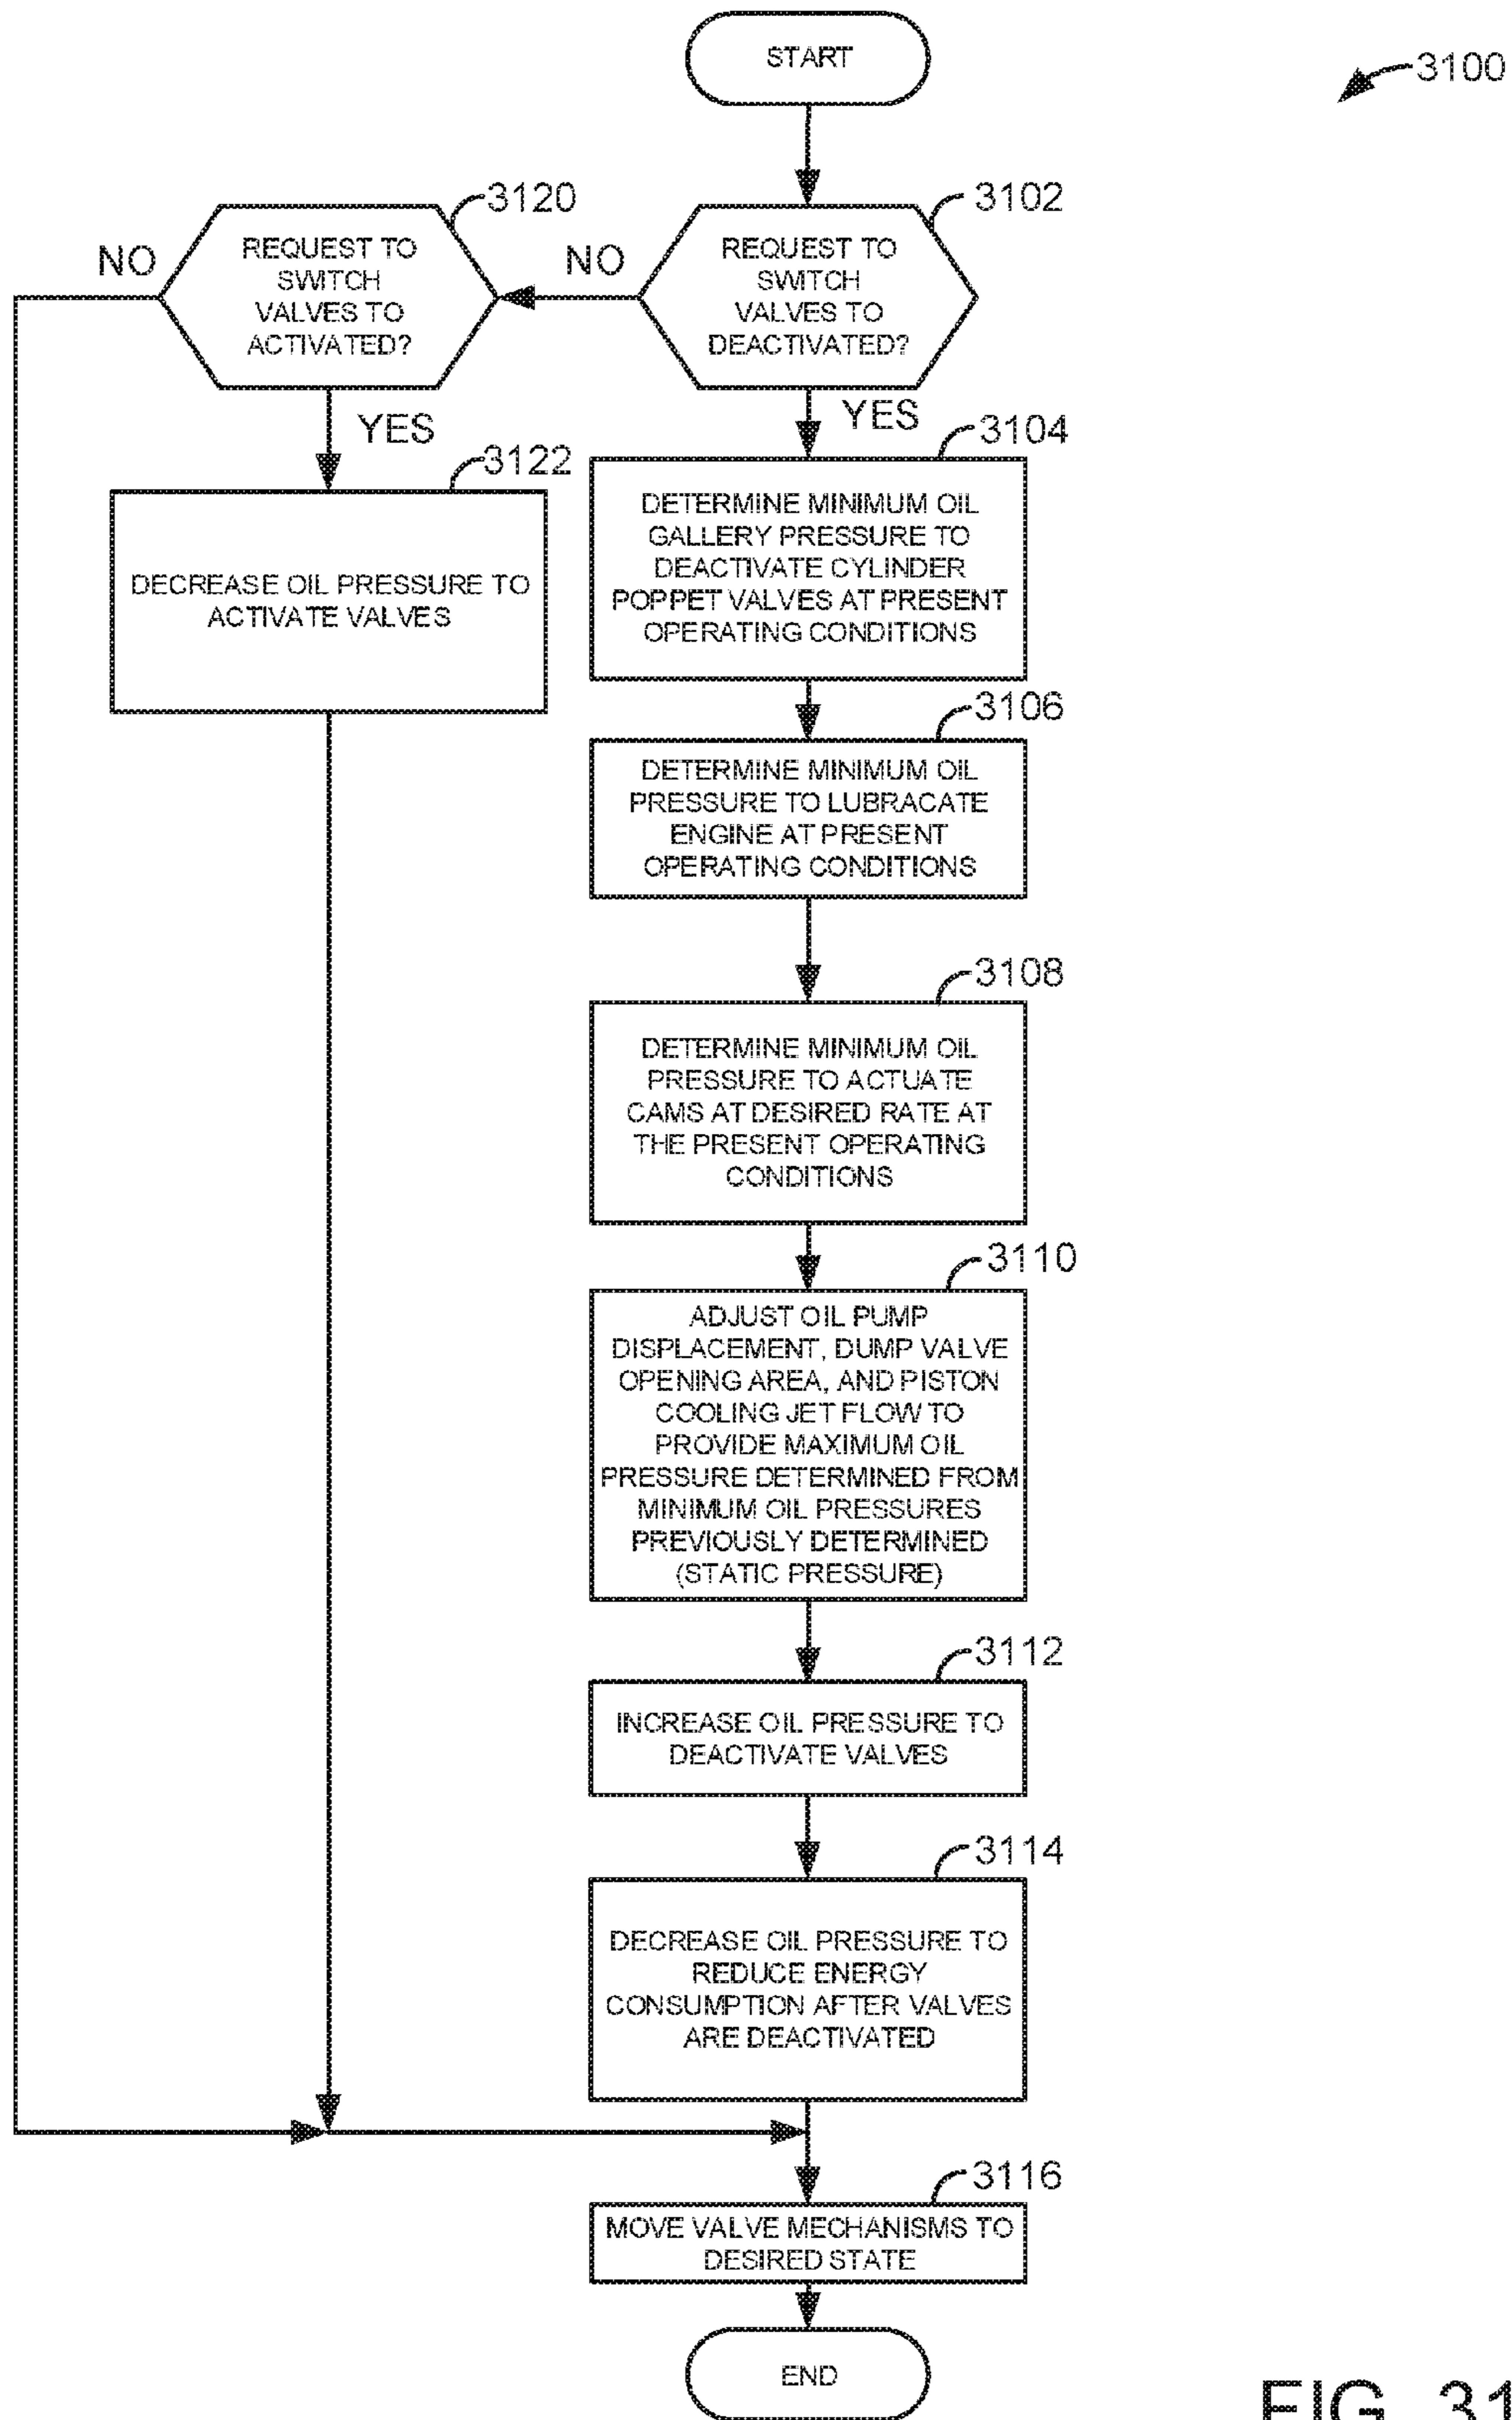 START
3100
3120
3102
REQUEST TO
SWITCH
VALVES TO
ACTIVATED?
NO
REQUEST TO
SWITCH
VALVES TO
DEACTIVATED?
NO
YES
YES
3122
DECREASE OIL PRESSURE TO
ACTIVATE VALVES
3104
DETERMINE MINIMUM OIL
GALLERY PRESSURE TO
DEACTIVATE CYLINDER
POPPET VALVES AT PRESENT
OPERATING CONDITIONS
3106
DETERMINE MINIMUM OIL
PRESSURE TO LUBRACATE
ENGINE AT PRESENT
OPERATING CONDITIONS
3108
DETERMINE MINIMUM OIL
PRESSURE TO ACTUATE
CAMS AT DESIRED RATE AT
THE PRESENT OPERATING
CONDITIONS
3110
ADJUST OIL PUMP
DISPLACEMENT, DUMP VALVE
OPENING AREA, AND PISTON
COOLING JET FLOW TO
PROVIDE MAXIMUM OIL
PRESSURE DETERMINED FROM
MINIMUM OIL PRESSURES
PREVIOUSLY DETERMINED
(STATIC PRESSURE)
3112
INCREASE OIL PRESSURE TO
DEACTIVATE VALVES
3114
DECREASE OIL PRESSURE TO
REDUCE ENERGY
CONSUMPTION AFTER VALVES
ARE DEACTIVATED
3116
MOVE VALVE MECHANISMS TO
DESIRED STATE
END
FIG. 31